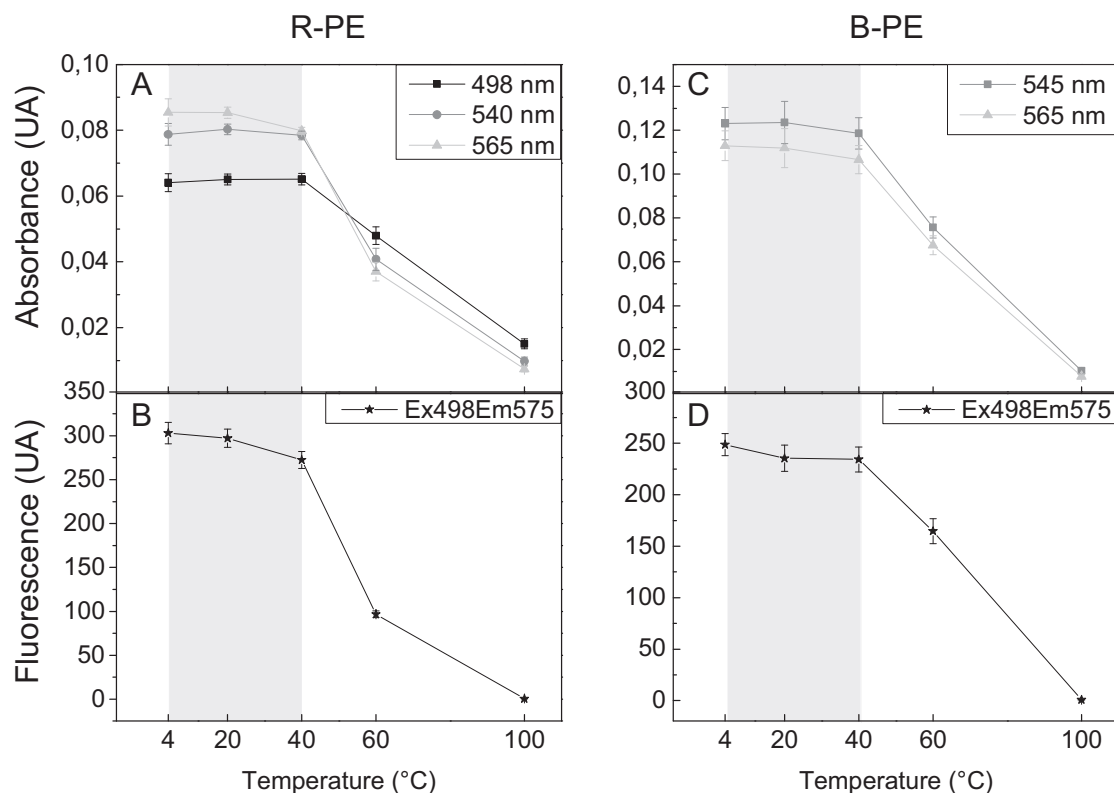 R-PE
B-PE
A
498 nm
540 nm
565 nm
0,10
0,08
0,06
0,04
0,02
Absorbance (UA)
C
545 nm
565 nm
0,14
0,12
0,10
0,08
0,06
0,04
0,02
B
Ex498Em575
350
300
250
200
150
100
50
0
Fluorescence (UA)
4 20 40 60 100
Temperature (°C)
D
Ex498Em575
300
250
200
150
100
50
0
4 20 40 60 100
Temperature (°C)